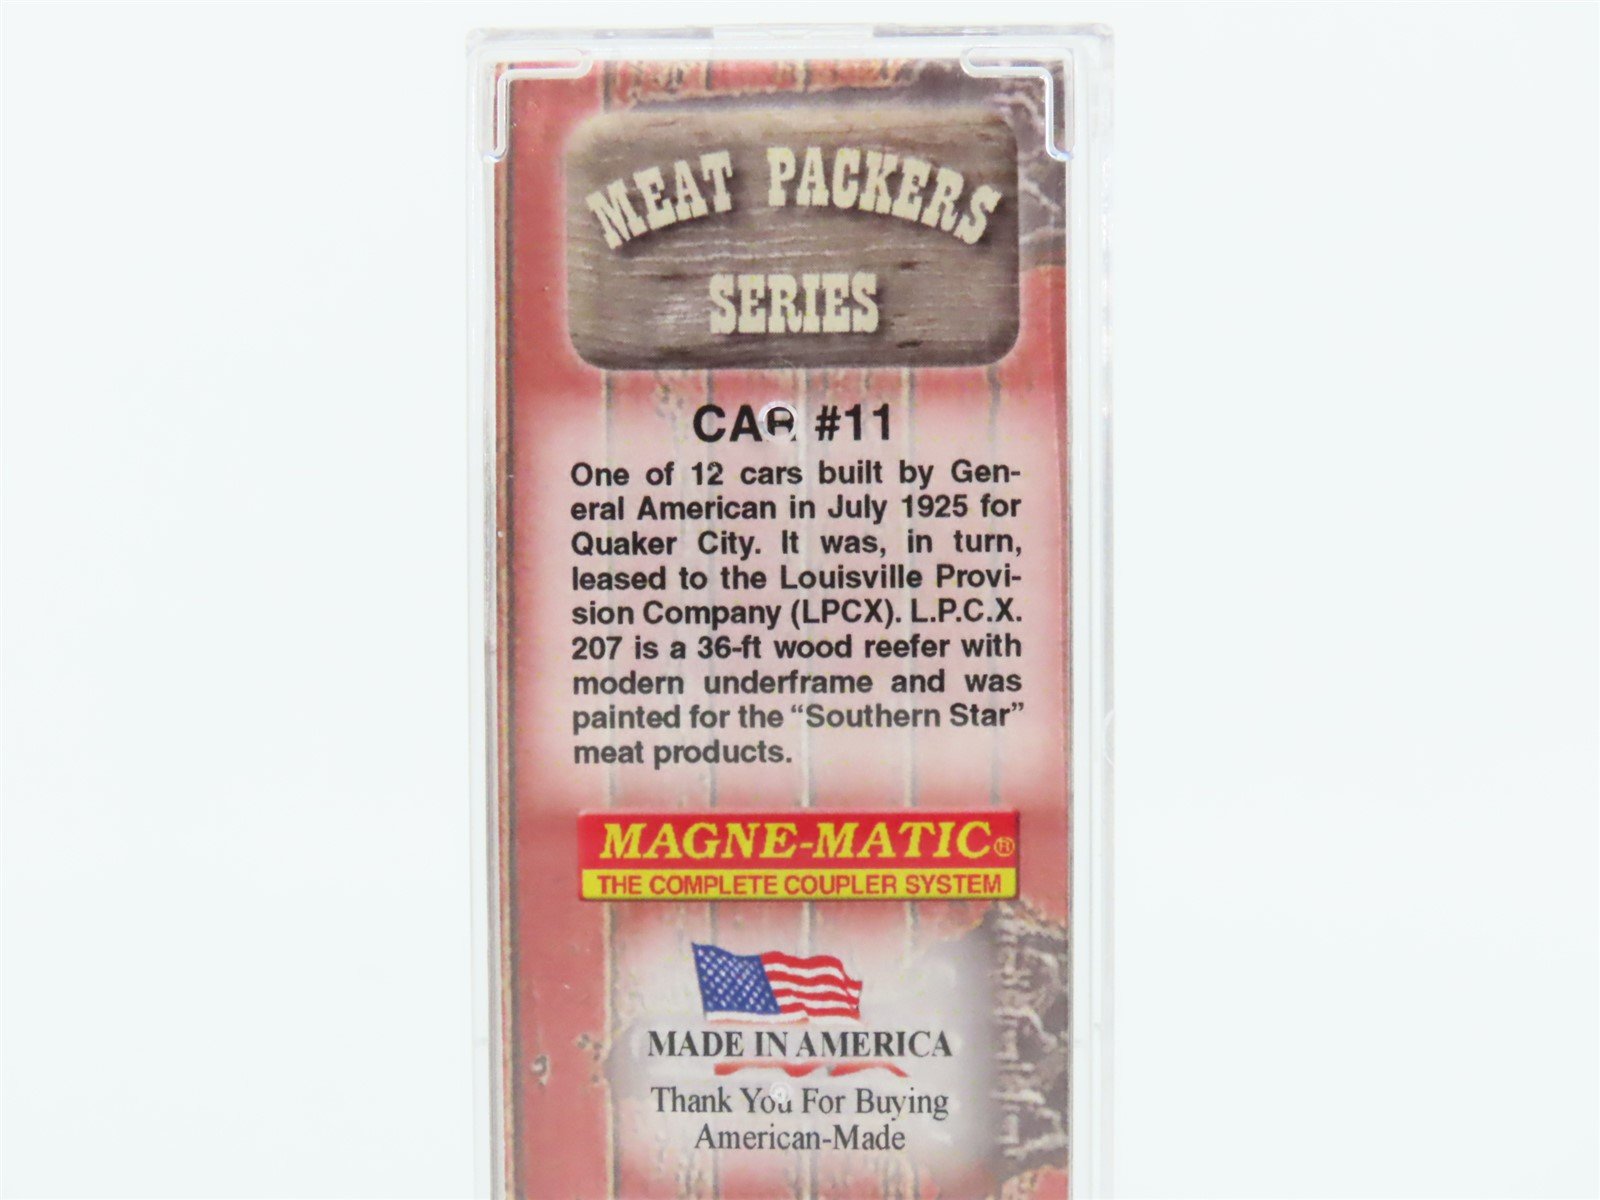 MEAT PACKERS
SERIES
CAR #11
One of 12 cars built by Gen-
eral American in July 1925 for
Quaker City. It was, in turn,
leased to the Louisville Provi-
sion Company (LPCX). L.P.C.X.
207 is a 36-ft wood reefer with
modern underframe and was
painted for the “Southern Star”
meat products.
MAGNE-MATIC®
THE COMPLETE COUPLER SYSTEM
MADE IN AMERICA
Thank You For Buying
American-Made